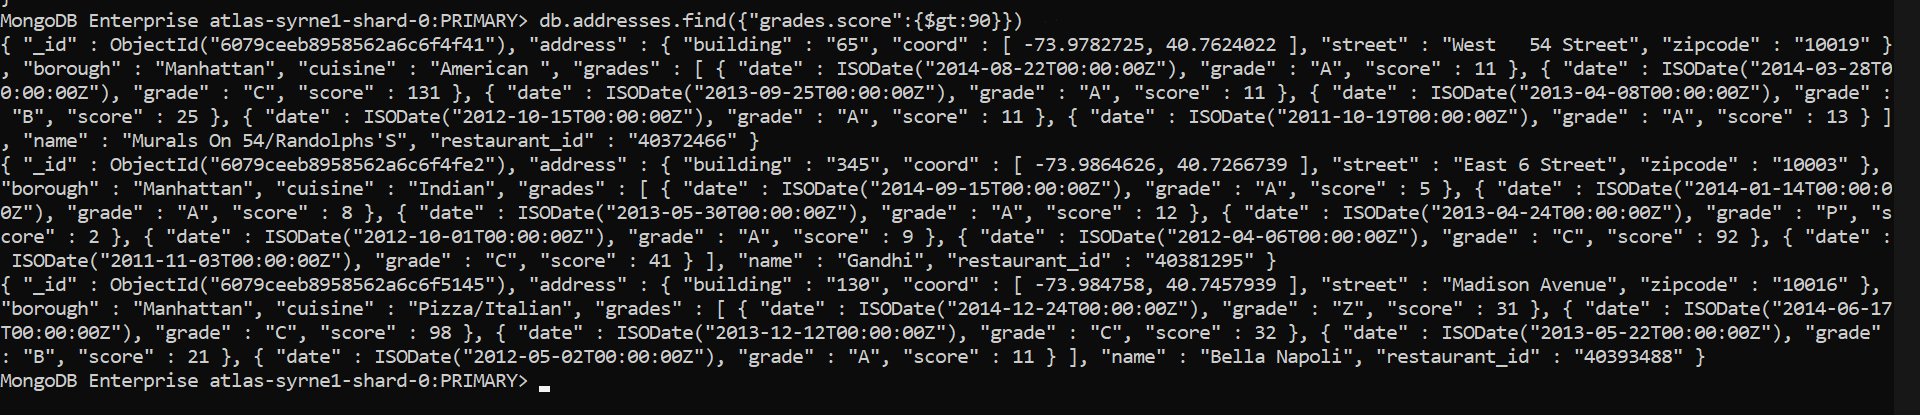 MongoDB Enterprise atlas-syrne1-shard-0:PRIMARY> db.addresses.find({"grades.score":{$gt:90}})
{ "_id" : ObjectId("6079ceeb8958562a6c6f4f41"), "address" : { "building" : "65", "coord" : [ -73.9782725, 40.7624022 ], "street" : "West   54 Street", "zipcode" : "10019" }
, "borough" : "Manhattan", "cuisine" : "American ", "grades" : [ { "date" : ISODate("2014-08-22T00:00:00Z"), "grade" : "A", "score" : 11 }, { "date" : ISODate("2014-03-28T0
0:00:00Z"), "grade" : "C", "score" : 131 }, { "date" : ISODate("2013-09-25T00:00:00Z"), "grade" : "A", "score" : 11 }, { "date" : ISODate("2013-04-08T00:00:00Z"), "grade" :
 "B", "score" : 25 }, { "date" : ISODate("2012-10-15T00:00:00Z"), "grade" : "A", "score" : 11 }, { "date" : ISODate("2011-10-19T00:00:00Z"), "grade" : "A", "score" : 13 } ]
, "name" : "Murals On 54/Randolphs'S", "restaurant_id" : "40372466" }
{ "_id" : ObjectId("6079ceeb8958562a6c6f4fe2"), "address" : { "building" : "345", "coord" : [ -73.9864626, 40.7266739 ], "street" : "East 6 Street", "zipcode" : "10003" },
"borough" : "Manhattan", "cuisine" : "Indian", "grades" : [ { "date" : ISODate("2014-09-15T00:00:00Z"), "grade" : "A", "score" : 5 }, { "date" : ISODate("2014-01-14T00:00:0
0Z"), "grade" : "A", "score" : 8 }, { "date" : ISODate("2013-05-30T00:00:00Z"), "grade" : "A", "score" : 12 }, { "date" : ISODate("2013-04-24T00:00:00Z"), "grade" : "P", "s
core" : 2 }, { "date" : ISODate("2012-10-01T00:00:00Z"), "grade" : "A", "score" : 9 }, { "date" : ISODate("2012-04-06T00:00:00Z"), "grade" : "C", "score" : 92 }, { "date" :
 ISODate("2011-11-03T00:00:00Z"), "grade" : "C", "score" : 41 } ], "name" : "Gandhi", "restaurant_id" : "40381295" }
{ "_id" : ObjectId("6079ceeb8958562a6c6f5145"), "address" : { "building" : "130", "coord" : [ -73.984758, 40.7457939 ], "street" : "Madison Avenue", "zipcode" : "10016" },
"borough" : "Manhattan", "cuisine" : "Pizza/Italian", "grades" : [ { "date" : ISODate("2014-12-24T00:00:00Z"), "grade" : "Z", "score" : 31 }, { "date" : ISODate("2014-06-17
T00:00:00Z"), "grade" : "C", "score" : 98 }, { "date" : ISODate("2013-12-12T00:00:00Z"), "grade" : "C", "score" : 32 }, { "date" : ISODate("2013-05-22T00:00:00Z"), "grade"
: "B", "score" : 21 }, { "date" : ISODate("2012-05-02T00:00:00Z"), "grade" : "A", "score" : 11 } ], "name" : "Bella Napoli", "restaurant_id" : "40393488" }
MongoDB Enterprise atlas-syrne1-shard-0:PRIMARY>